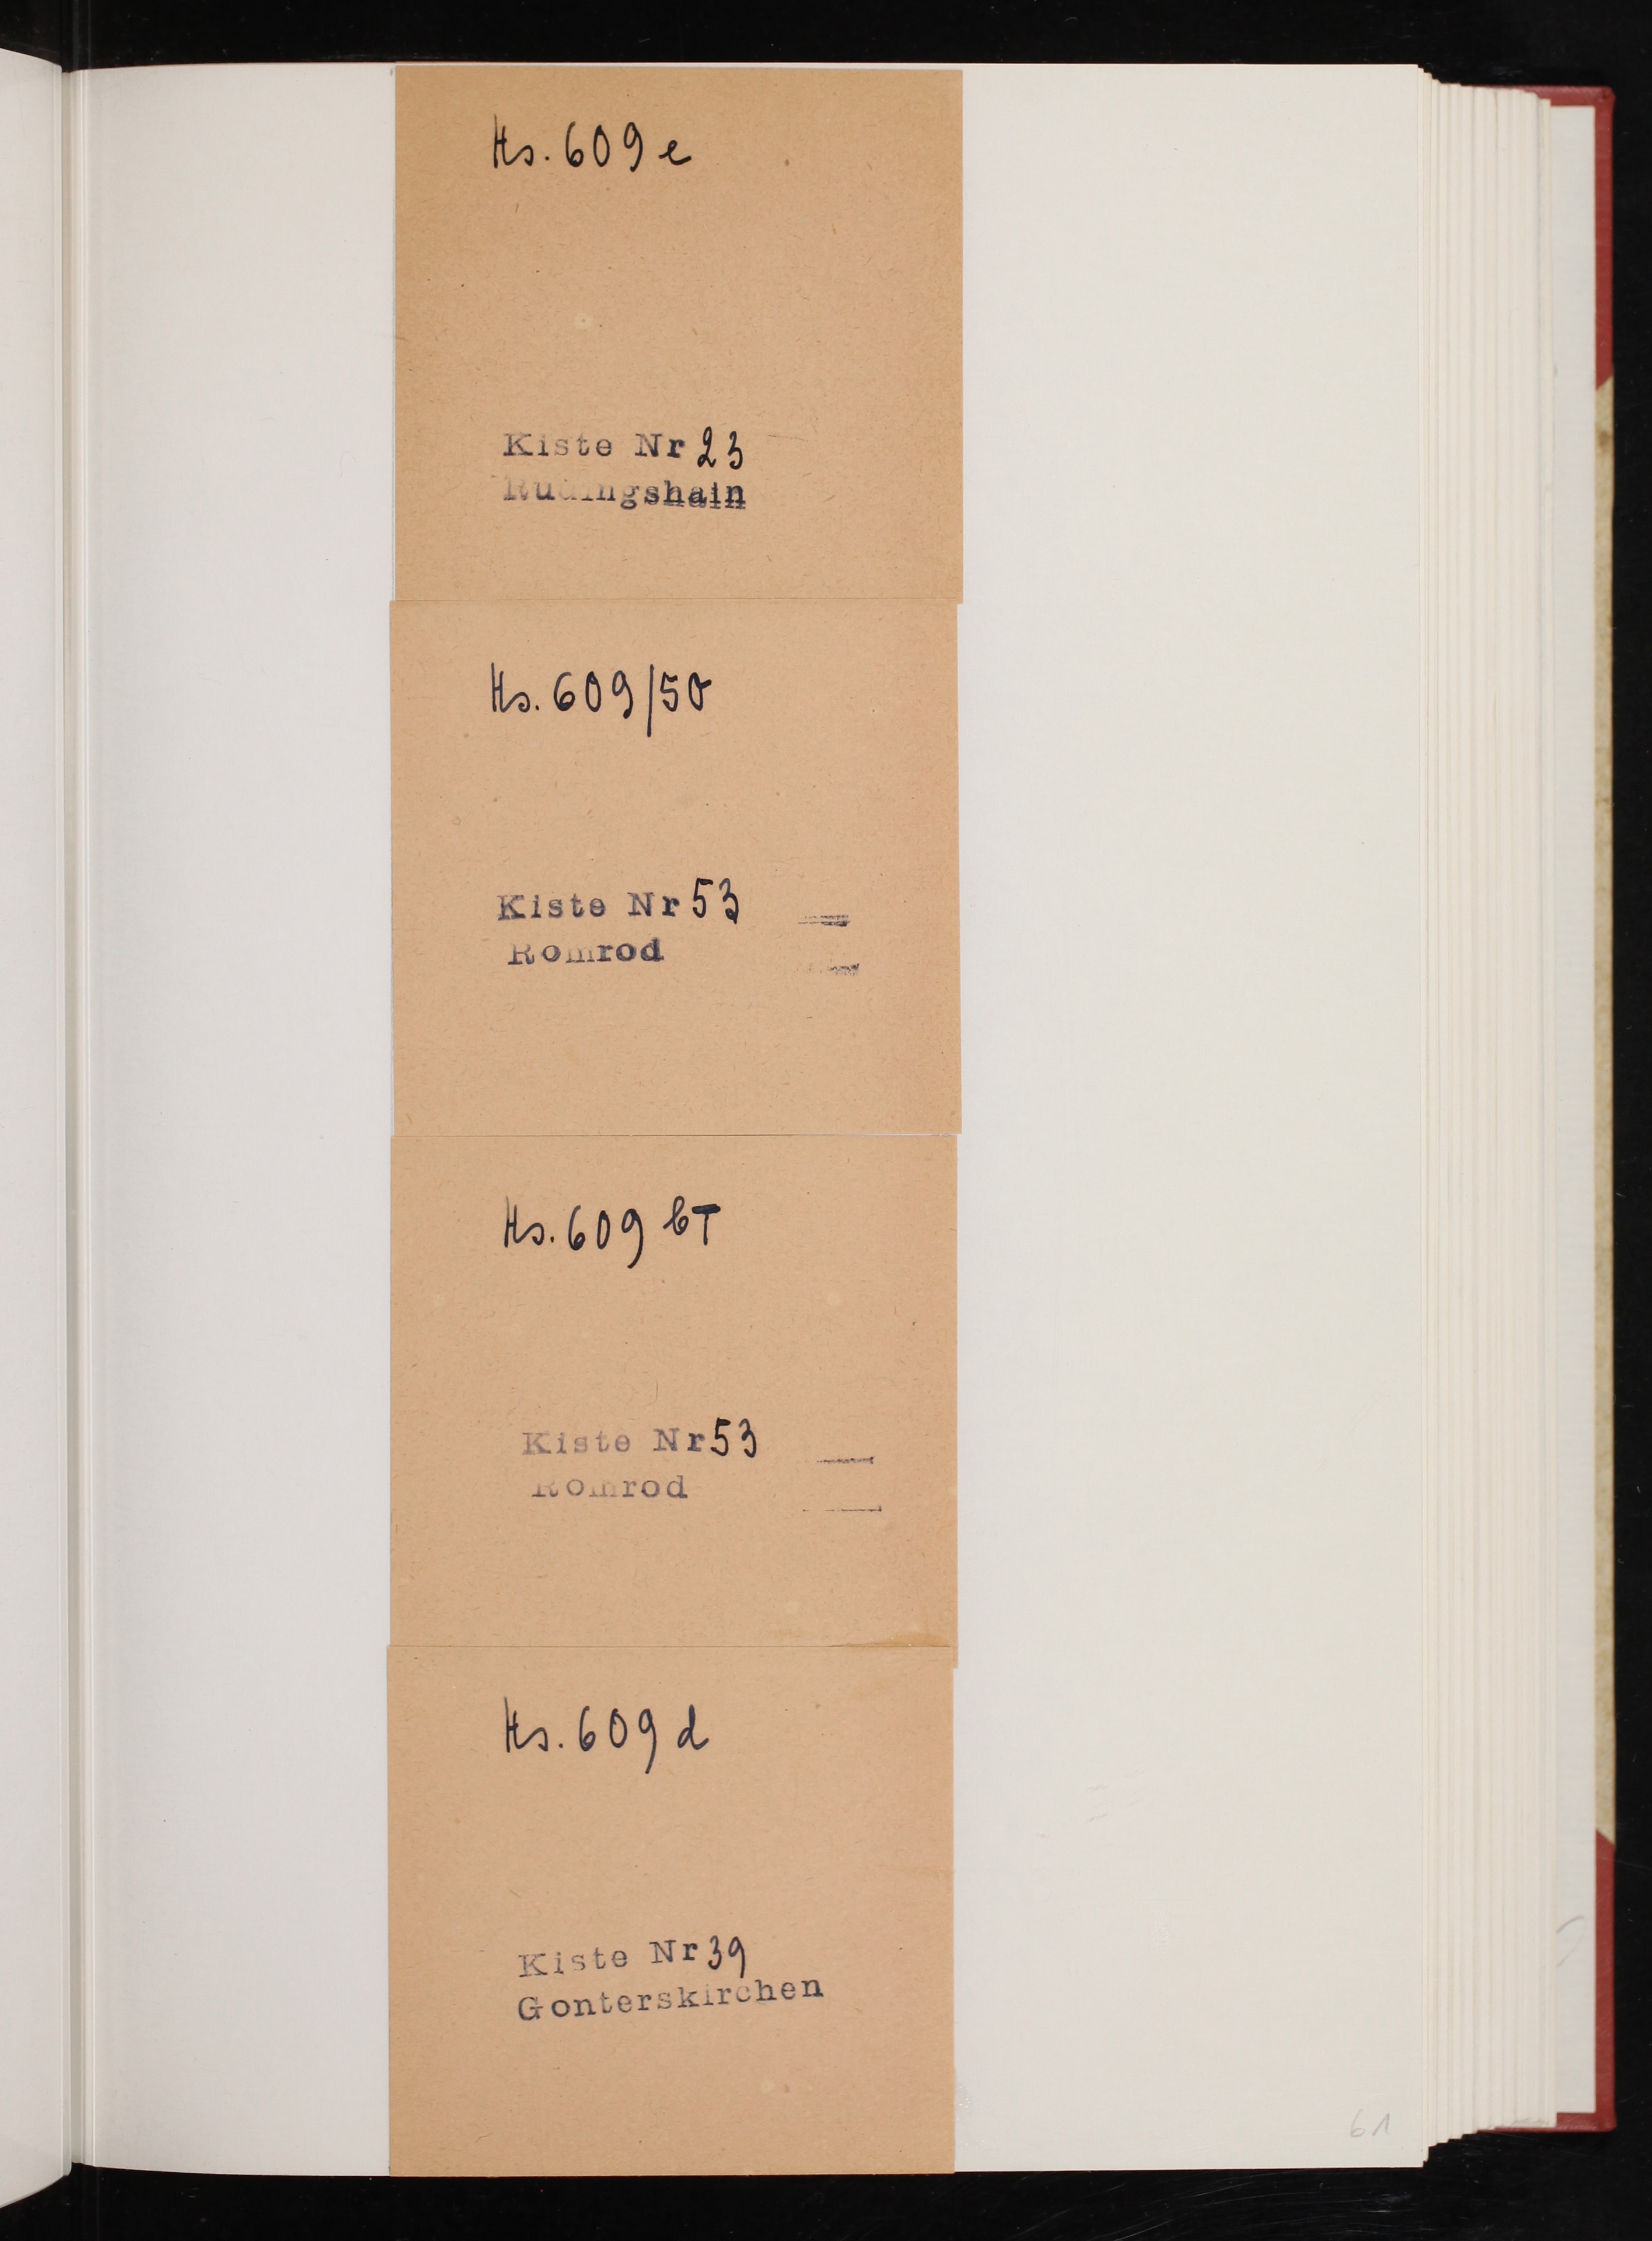 Hs. 609 e
Kiste Nr 23
Rudingshain
Hs. 609/50
Kiste Nr 53
Romrod
Hs. 609 bT
Kiste Nr 53
Romrod
Hs. 609 d
Kiste Nr 39
Gonterskirchen
61